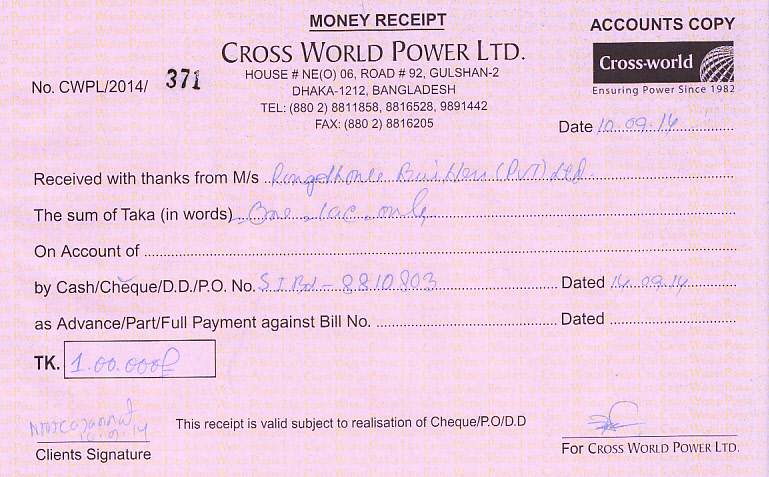 MONEY RECEIPT
ACCOUNTS COPY
CROSS WORLD POWER LTD.
Cross-world
Ensuring Power Since 1982
No. CWPL/2014/ 371
HOUSE # NE(O) 06, ROAD # 92, GULSHAN-2
DHAKA-1212, BANGLADESH
TEL: (880 2) 8811858, 8816528, 9891442
FAX: (880 2) 8816205
Date 10.09.14
Received with thanks from M/s (PVT) Ltd
The sum of Taka (in words) One lac only
On Account of
by Cash/Cheque/D.D./P.O. No. SIBL-8810803 Dated 14.09.14
as Advance/Part/Full Payment against Bill No. Dated
TK. 1.00.000/
Clients Signature
This receipt is valid subject to realisation of Cheque/P.O/D.D
For CROSS WORLD POWER LTD.